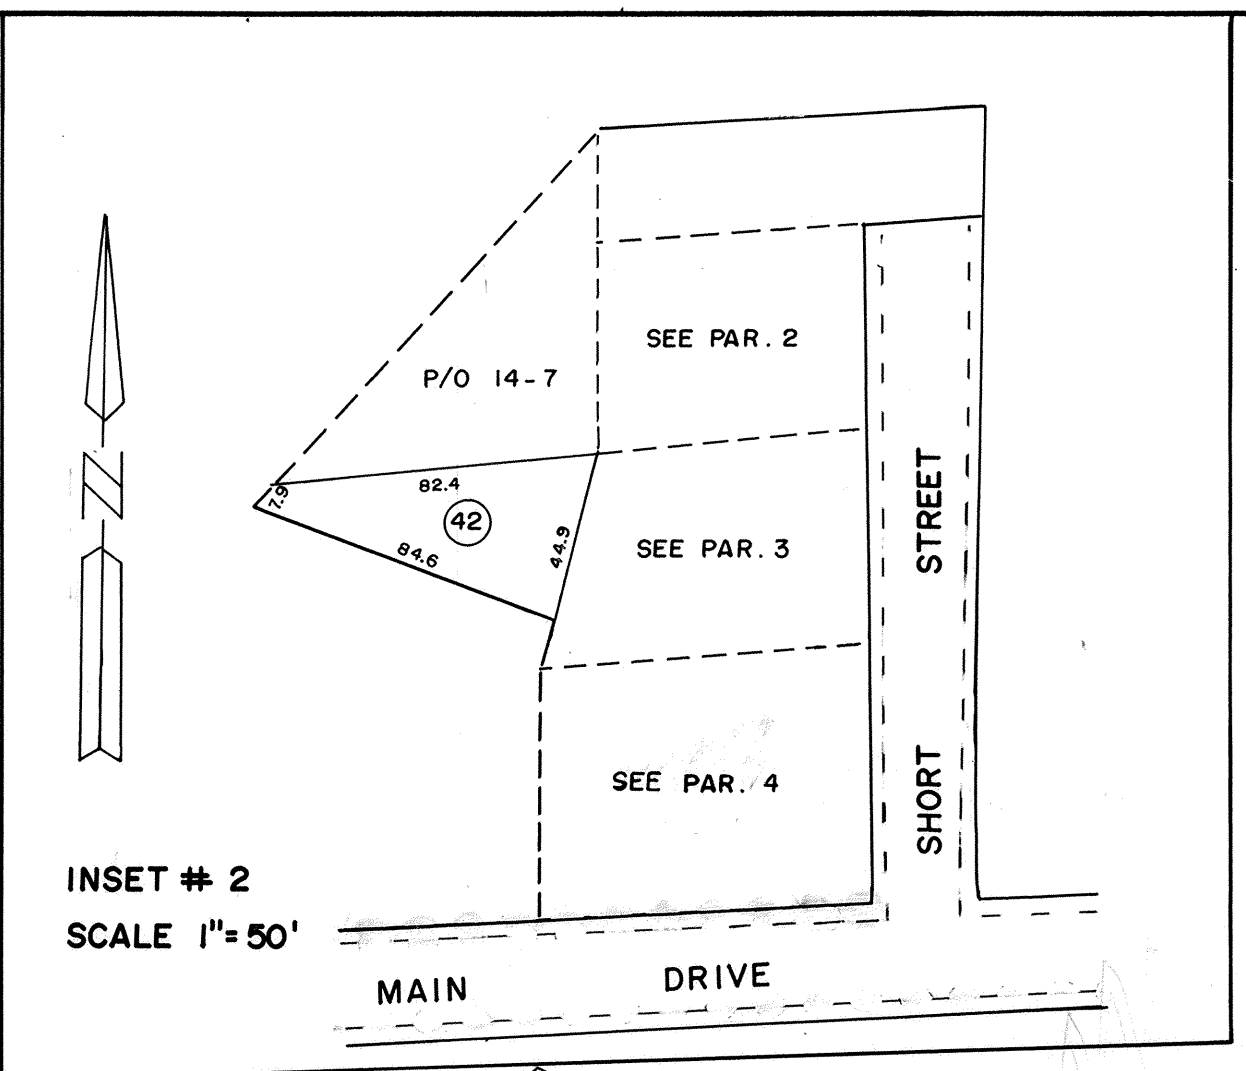 SEE PAR. 2
P/O 14-7
N
82.4
7.9
42
84.6
44.9
SEE PAR. 3
STREET
SHORT
SEE PAR. 4
INSET # 2
SCALE 1"=50'
MAIN DRIVE